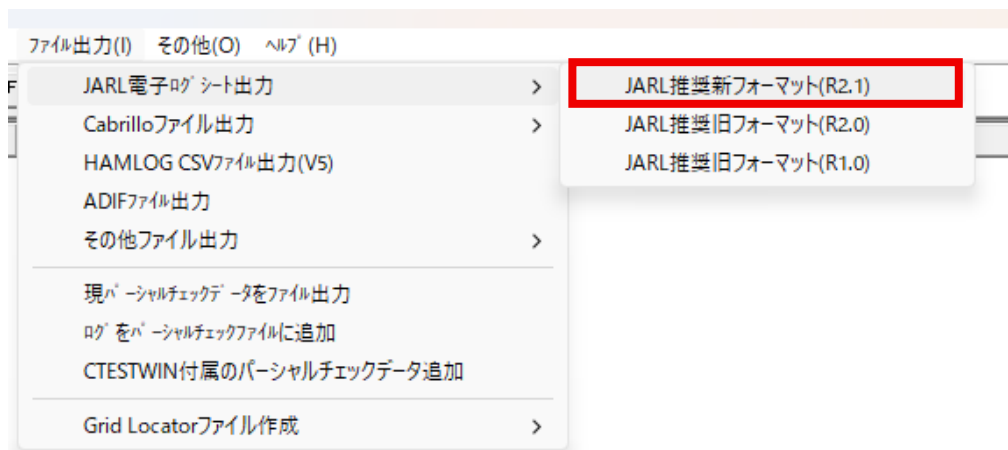 ﾌｧｲﾙ出力(I) その他(O) ﾍﾙﾌﾟ(H)
JARL電子ﾛｸﾞｼｰﾄ出力
JARL推奨新フォーマット(R2.1)
Cabrilloファイル出力
JARL推奨旧フォーマット(R2.0)
HAMLOG CSVﾌｧｲﾙ出力(V5)
JARL推奨旧フォーマット(R1.0)
ADIFﾌｧｲﾙ出力
その他ファイル出力
現ﾊﾟｰｼｬﾙﾁｪｯｸﾃﾞｰﾀをﾌｧｲﾙ出力
ﾛｸﾞをﾊﾟｰｼｬﾙﾁｪｯｸﾌｧｲﾙに追加
CTESTWIN付属のパーシャルチェックデータ追加
Grid Locatorファイル作成